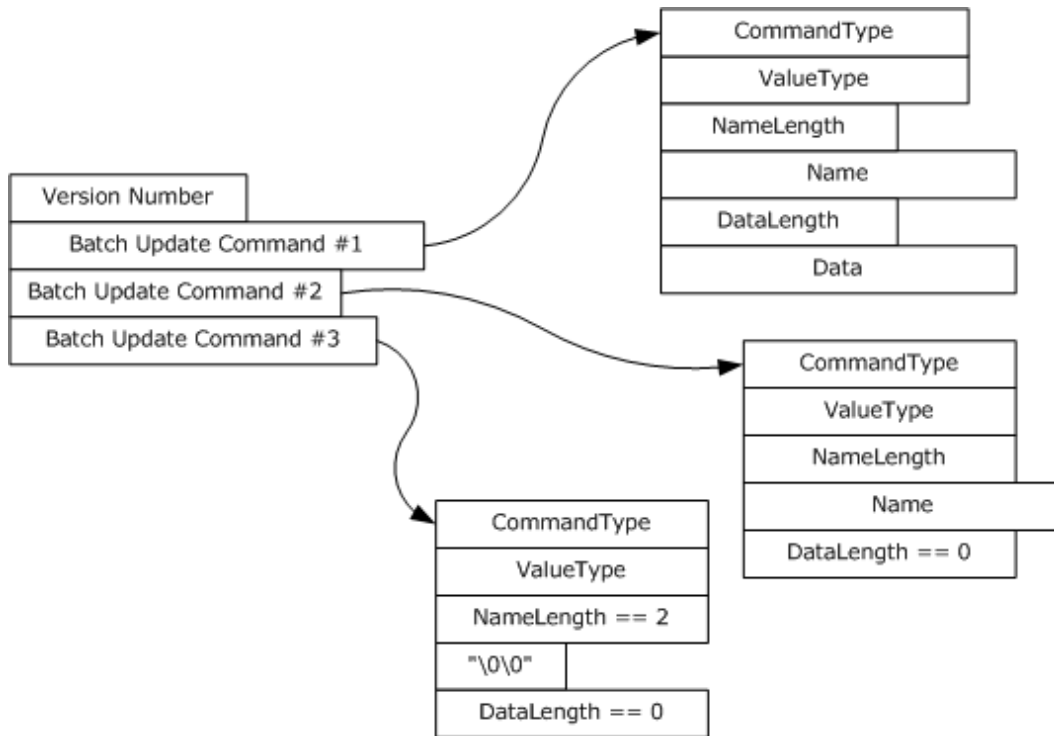 CommandType
ValueType
NameLength
Name
DataLength
Data
Version Number
Batch Update Command #1
Batch Update Command #2
Batch Update Command #3
CommandType
ValueType
NameLength
Name
DataLength == 0
CommandType
ValueType
NameLength == 2
"\0\0"
DataLength == 0